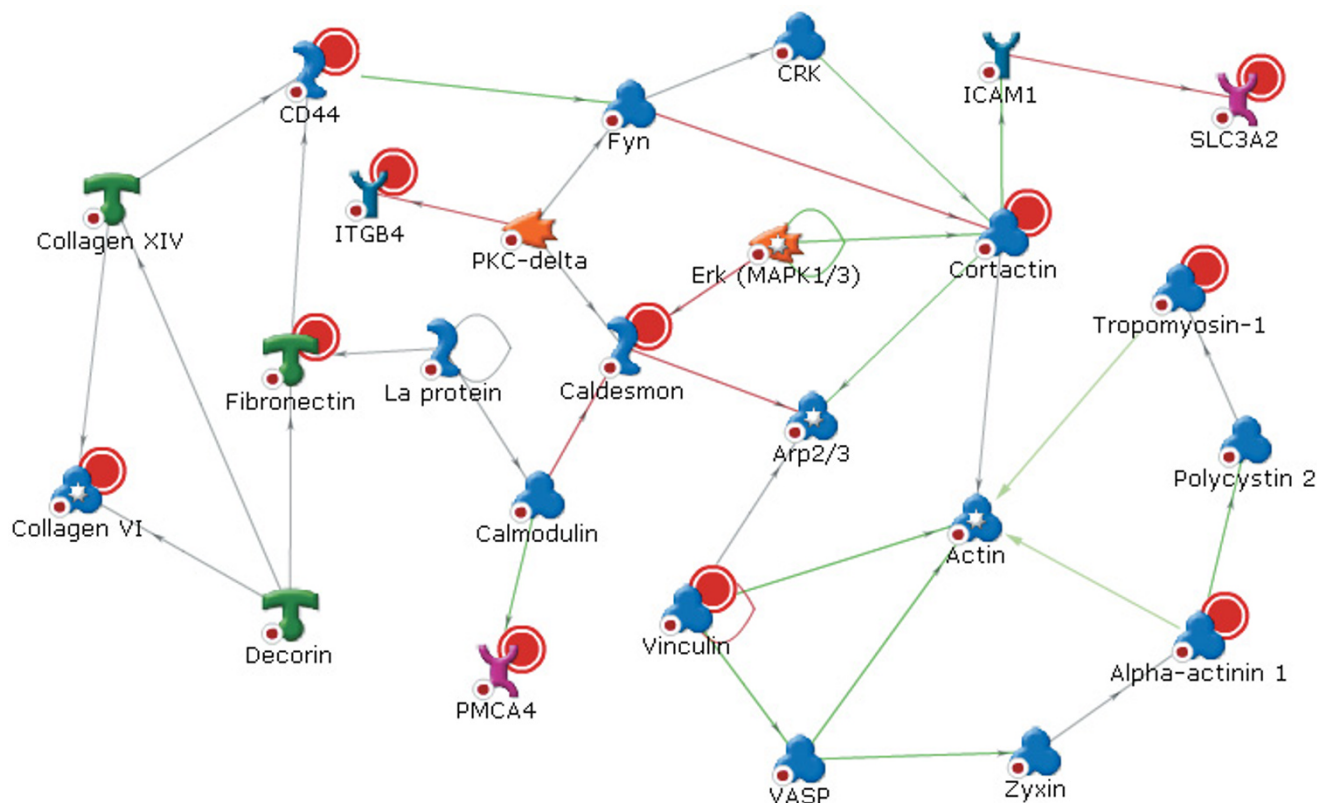 CRK
ICAM1
CD44
Fyn
SLC3A2
Collagen XIV
ITGB4
PKC-delta
Erk (MAPK1/3)
Cortactin
Tropomyosin-1
Fibronectin
La protein
Caldesmon
Arp2/3
Polycystin 2
Collagen VI
Calmodulin
Actin
Decorin
Vinculin
Alpha-actinin 1
PMCA4
VASP
Zyxin